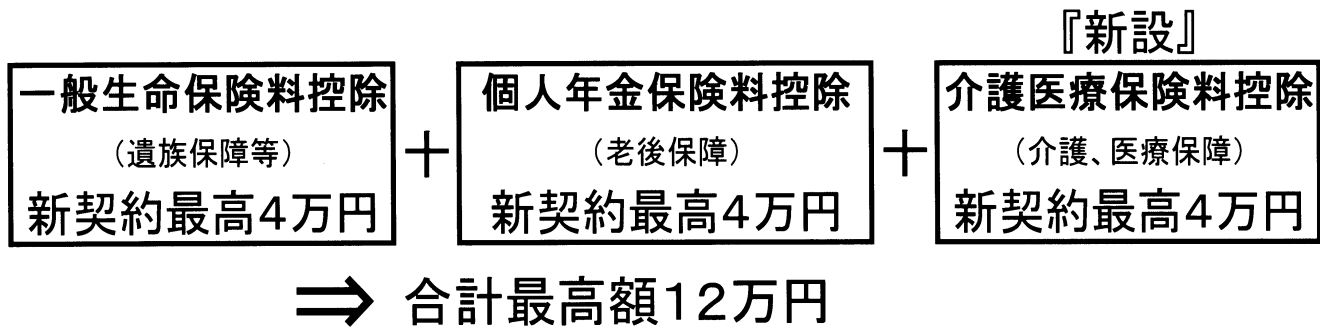 『新設』
一般生命保険料控除
（遺族保障等）
新契約最高４万円
＋
個人年金保険料控除
（老後保障）
新契約最高４万円
＋
介護医療保険料控除
（介護、医療保障）
新契約最高４万円
⇒ 合計最高額１２万円